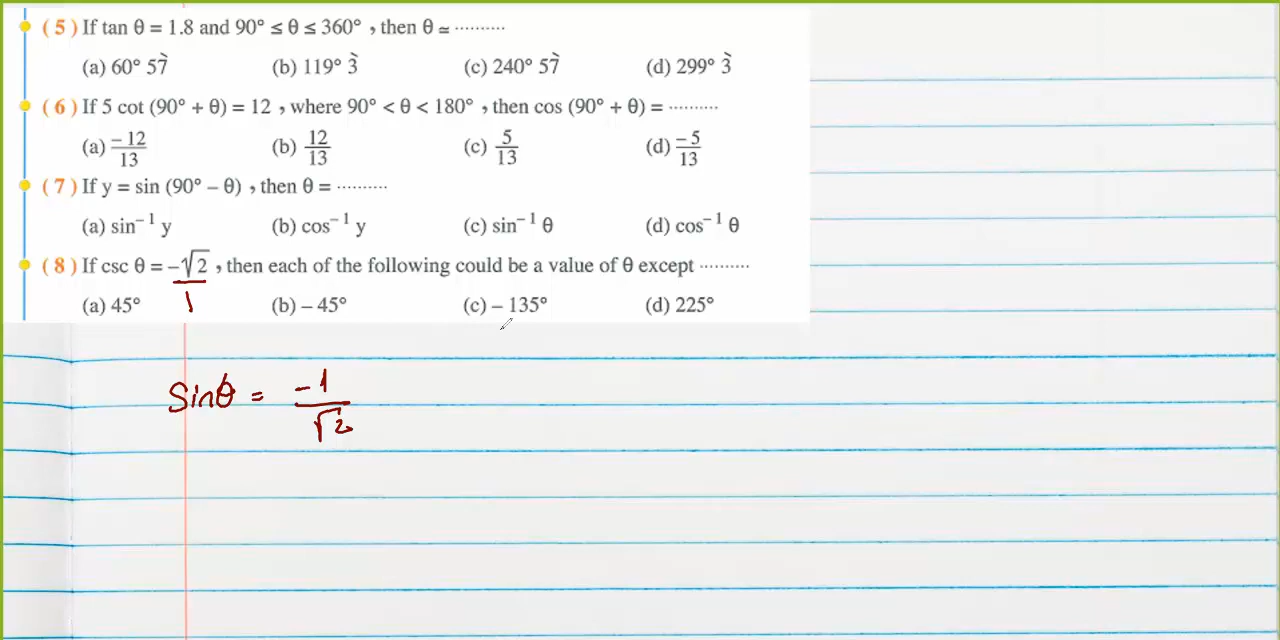 (5) If tan θ = 1.8 and 90° ≤ θ ≤ 360° , then θ ≃ ··········
(a) 60° 57̀ (b) 119° 3̀ (c) 240° 57̀ (d) 299° 3̀
(6) If 5 cot (90° + θ) = 12 , where 90° < θ < 180° , then cos (90° + θ) = ··········
(a) −12/13 (b) 12/13 (c) 5/13 (d) −5/13
(7) If y = sin (90° − θ) , then θ = ··········
(a) sin⁻¹ y (b) cos⁻¹ y (c) sin⁻¹ θ (d) cos⁻¹ θ
(8) If csc θ = −√2 , then each of the following could be a value of θ except ··········
1
(a) 45° (b) − 45° (c) − 135° (d) 225°
Sinθ = −1/√2